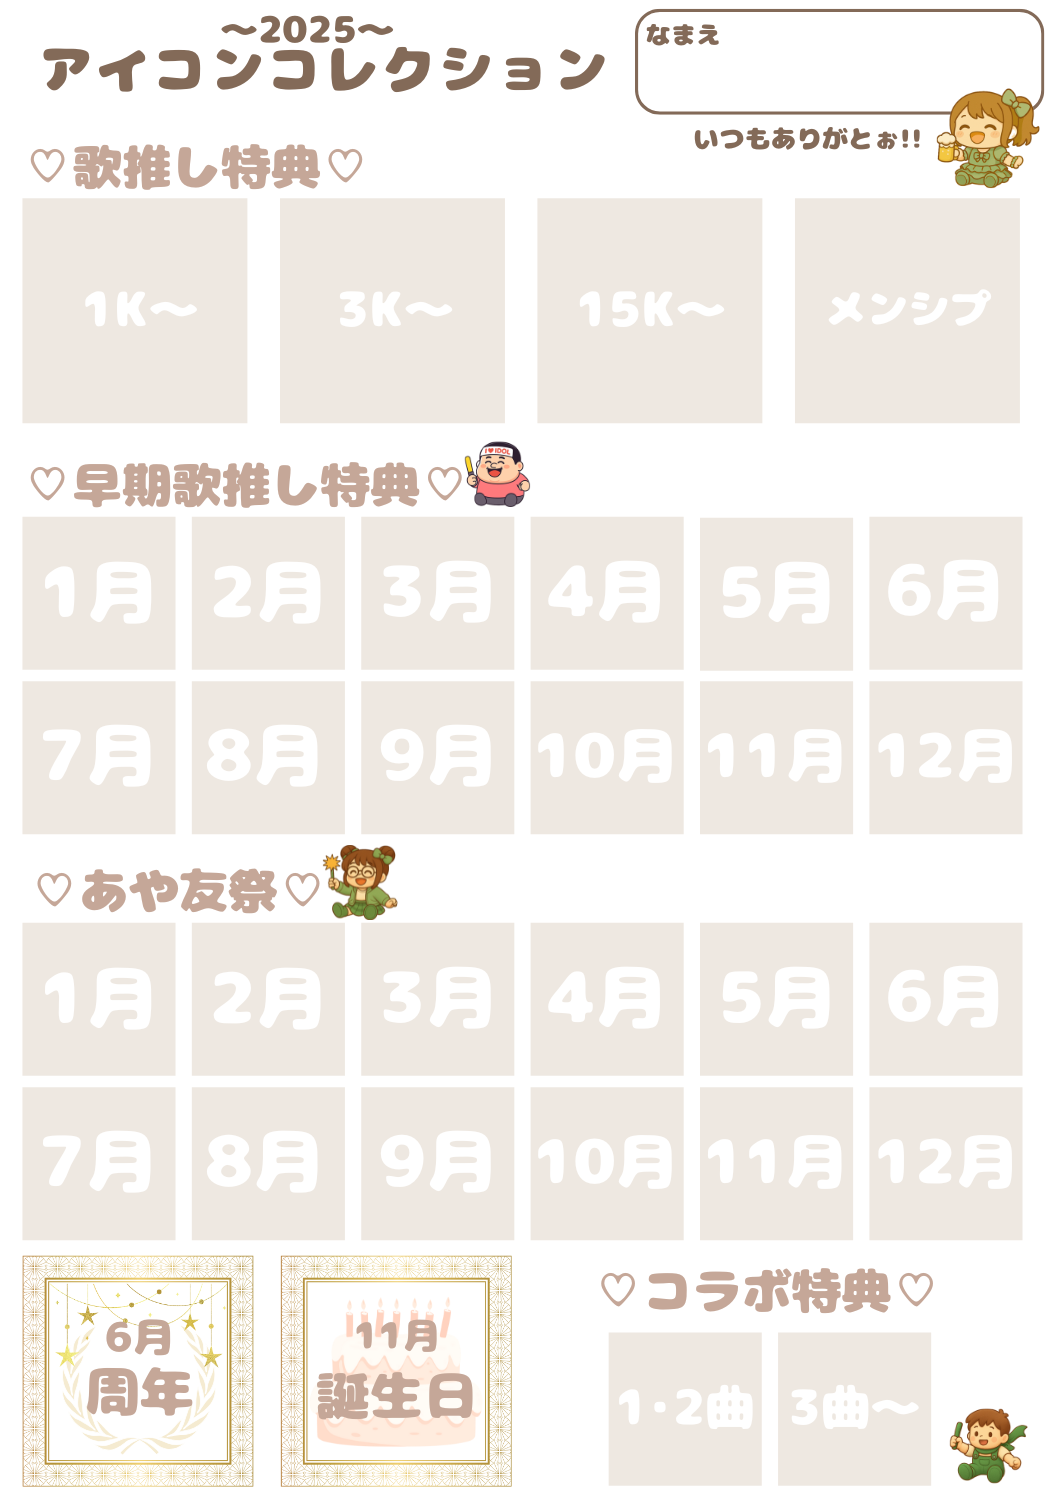 ～2025～
アイコンコレクション
なまえ
いつもありがとぉ!!
♡歌推し特典♡
1K～ 3K～ 15K～ メンシプ
♡早期歌推し特典♡
I♥IDOL
1月 2月 3月 4月 5月 6月
7月 8月 9月 10月 11月 12月
♡あや友祭♡
1月 2月 3月 4月 5月 6月
7月 8月 9月 10月 11月 12月
6月
周年
11月
誕生日
♡コラボ特典♡
1・2曲 3曲～